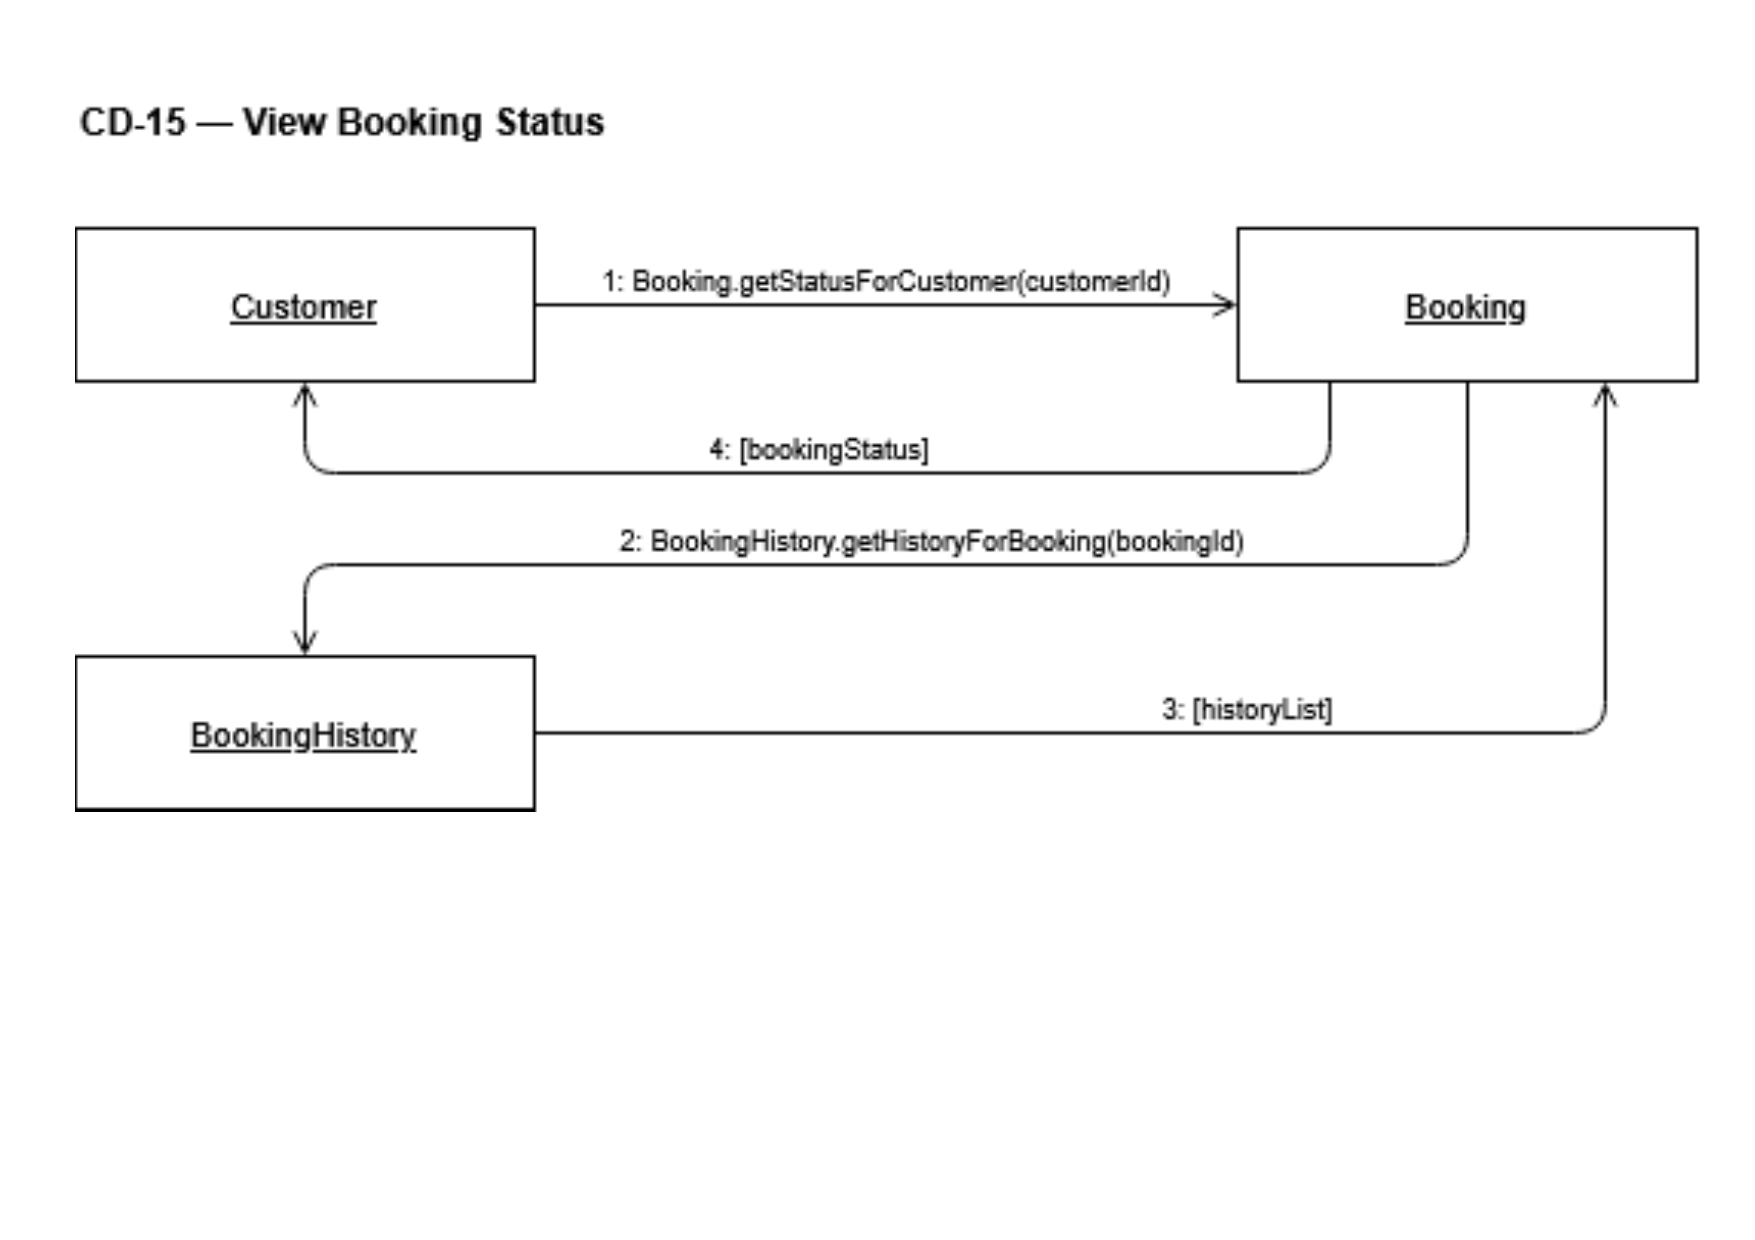 CD-15 — View Booking Status
1: Booking.getStatusForCustomer(customerId)
Customer
Booking
4: [bookingStatus]
2: BookingHistory.getHistoryForBooking(bookingId)
3: [historyList]
BookingHistory